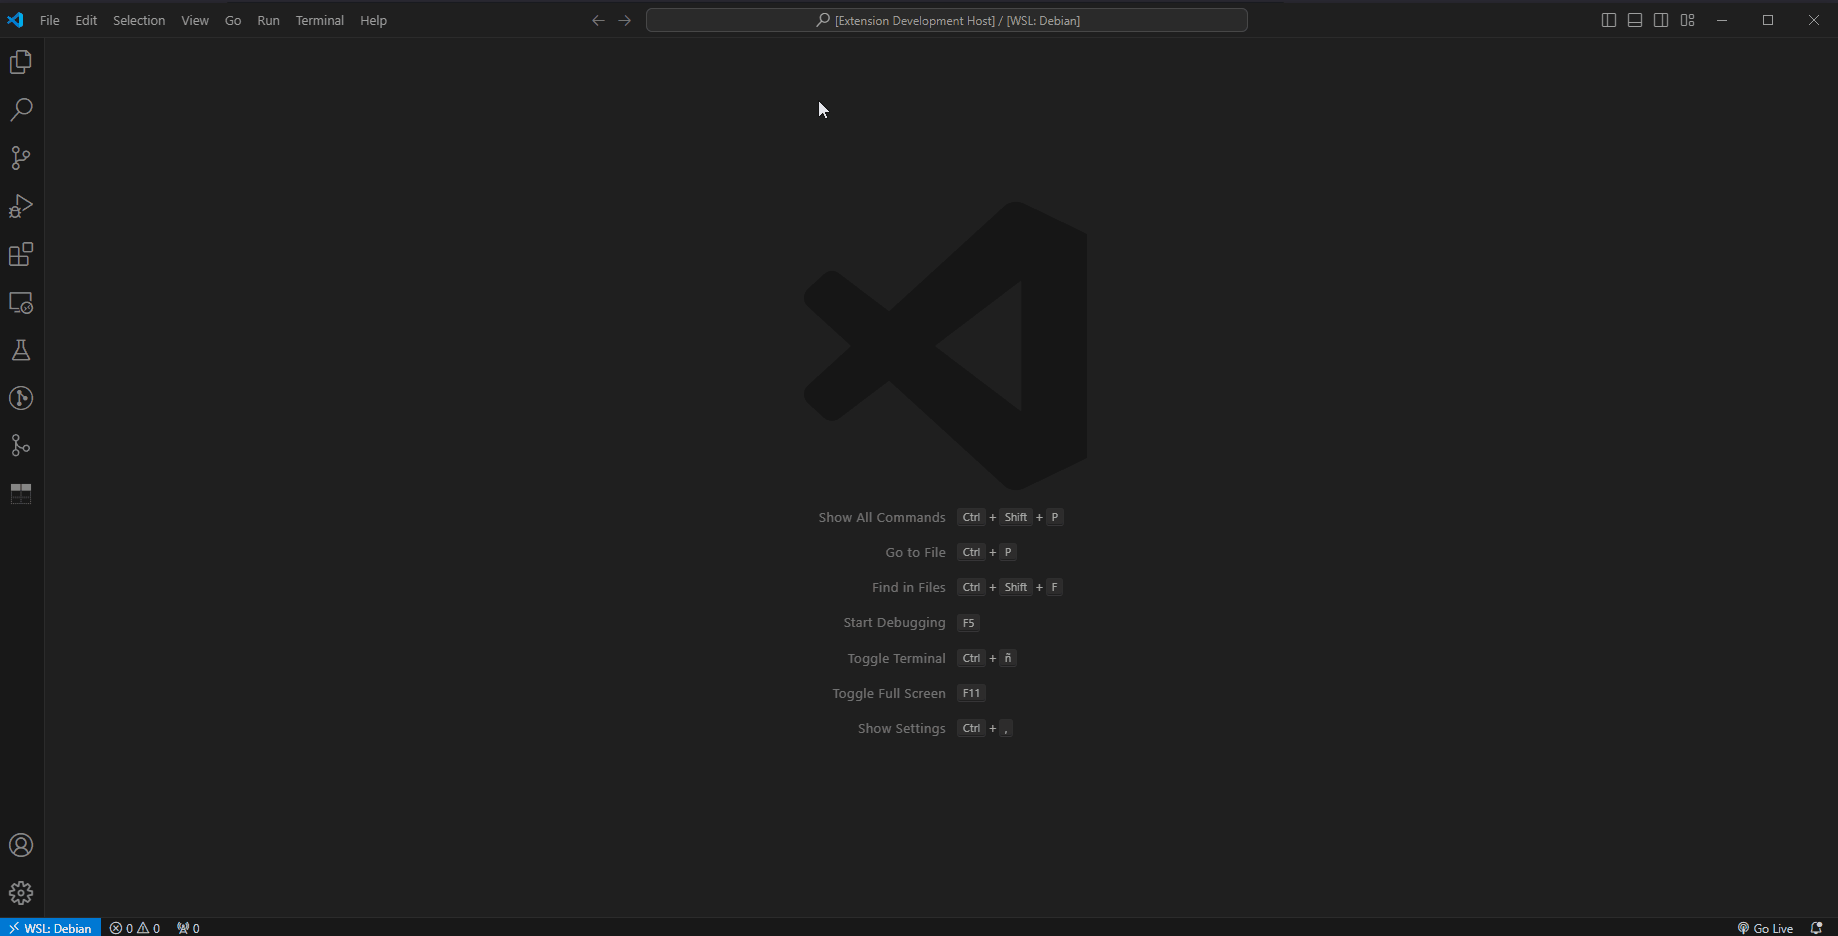 File Edit Selection View Go Run Terminal Help
[Extension Development Host] / [WSL: Debian]
Show All Commands Ctrl + Shift + P
Go to File Ctrl + P
Find in Files Ctrl + Shift + F
Start Debugging F5
Toggle Terminal Ctrl + ñ
Toggle Full Screen F11
Show Settings Ctrl + ,
WSL: Debian 0 0 0 Go Live